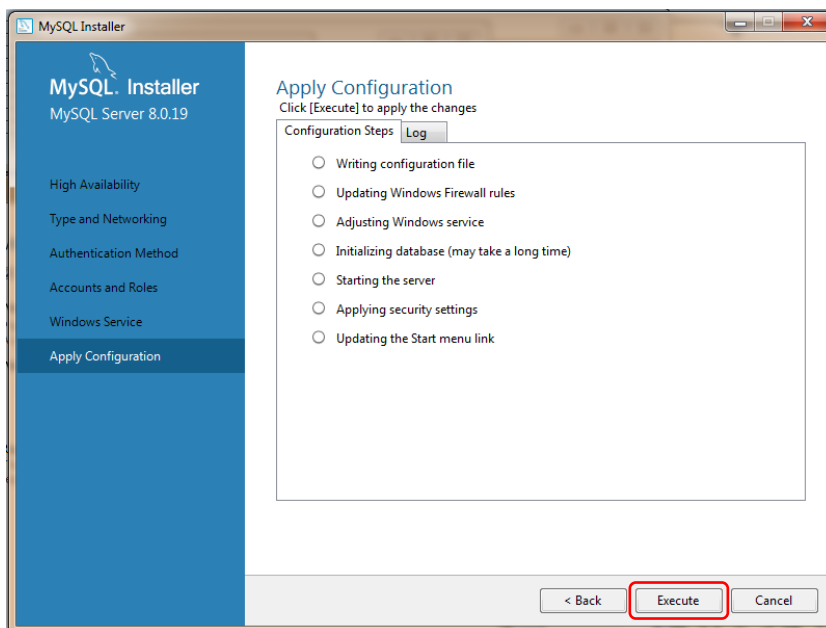 MySQL Installer
MySQL. Installer
MySQL Server 8.0.19
High Availability
Type and Networking
Authentication Method
Accounts and Roles
Windows Service
Apply Configuration
Apply Configuration
Click [Execute] to apply the changes
Configuration Steps Log
Writing configuration file
Updating Windows Firewall rules
Adjusting Windows service
Initializing database (may take a long time)
Starting the server
Applying security settings
Updating the Start menu link
< Back Execute Cancel